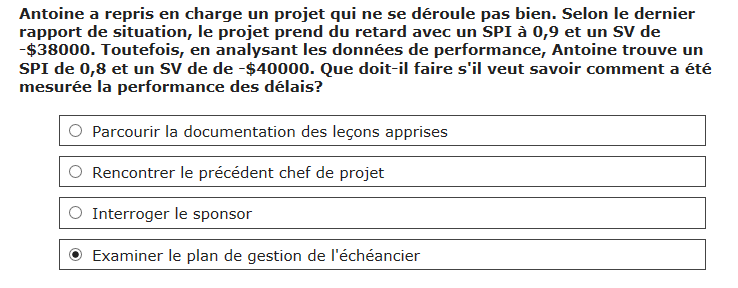 Antoine a repris en charge un projet qui ne se déroule pas bien. Selon le dernier
rapport de situation, le projet prend du retard avec un SPI à 0,9 et un SV de
-$38000. Toutefois, en analysant les données de performance, Antoine trouve un
SPI de 0,8 et un SV de de -$40000. Que doit-il faire s'il veut savoir comment a été
mesurée la performance des délais?
Parcourir la documentation des leçons apprises
Rencontrer le précédent chef de projet
Interroger le sponsor
Examiner le plan de gestion de l'échéancier